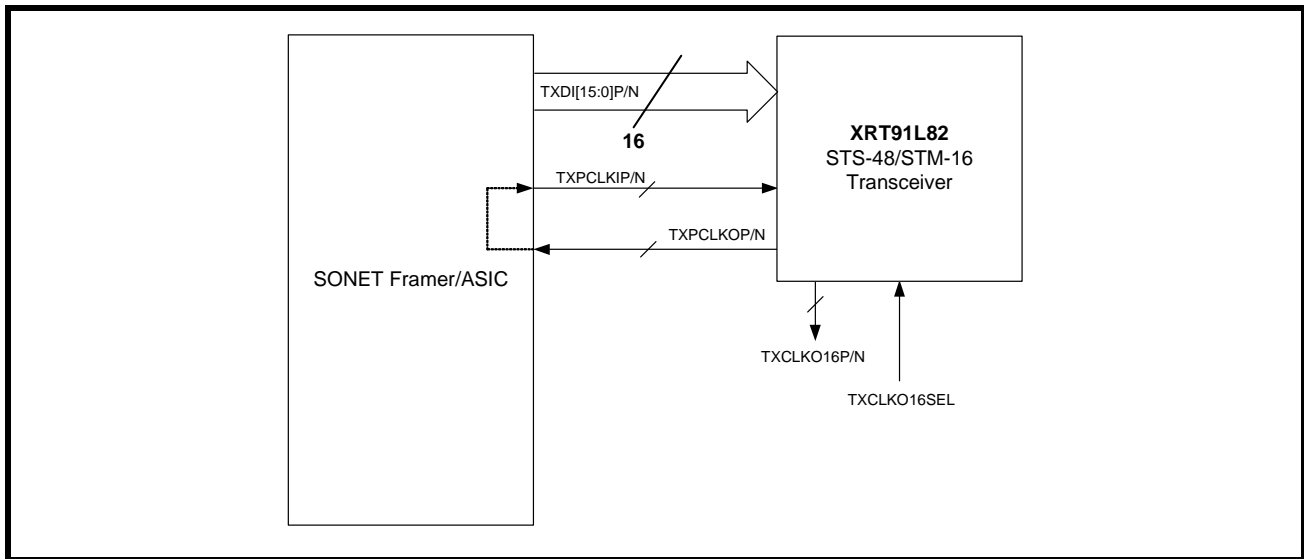 TXDI[15:0]P/N
16
XRT91L82
STS-48/STM-16
Transceiver
TXPCLKIP/N
TXPCLKOP/N
SONET Framer/ASIC
TXCLKO16P/N
TXCLKO16SEL